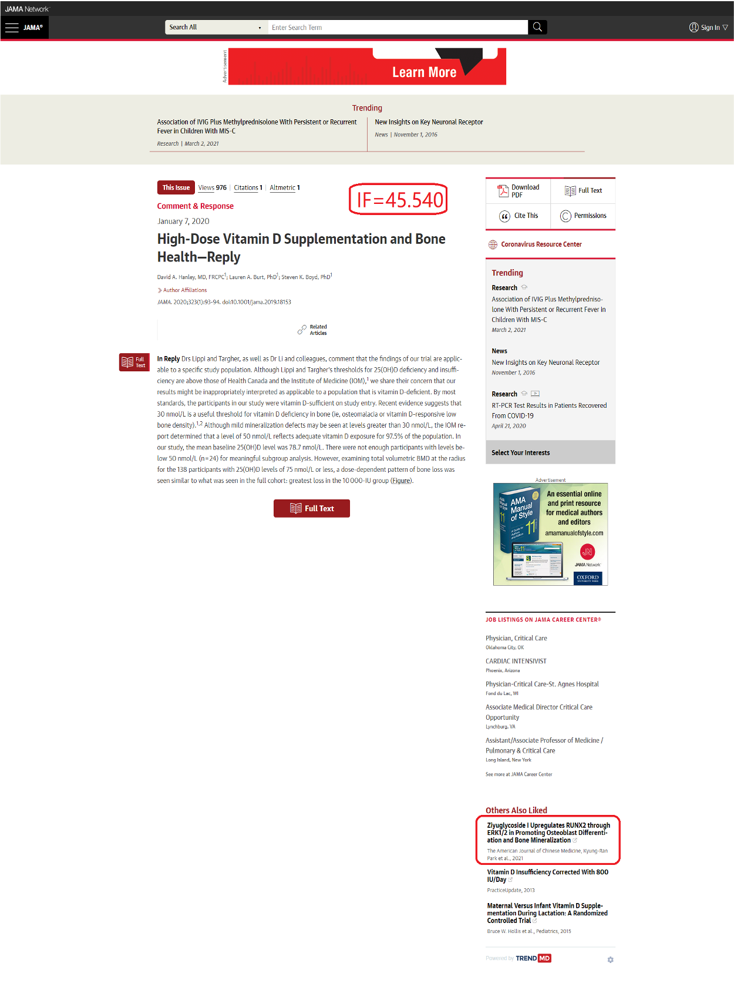 JAMA Network
JAMA®
Search All
Enter Search Term
Sign In
Advertisement
Learn More
Trending
Association of IVIG Plus Methylprednisolone With Persistent or Recurrent
Fever in Children With MIS-C
Research | March 2, 2021
New Insights on Key Neuronal Receptor
News | November 1, 2016
This Issue Views 976 | Citations 1 | Altmetric 1
IF=45.540
Comment & Response
January 7, 2020
High-Dose Vitamin D Supplementation and Bone
Health—Reply
David A. Hanley, MD, FRCPC1; Lauren A. Burt, PhD1; Steven K. Boyd, PhD1
Author Affiliations
JAMA. 2020;323(1):93-94. doi:10.1001/jama.2019.18153
Related
Articles
Full
Text
In Reply Drs Lippi and Targher, as well as Dr Li and colleagues, comment that the findings of our trial are applic-
able to a specific study population. Although Lippi and Targher's thresholds for 25(OH)D deficiency and insuffi-
ciency are above those of Health Canada and the Institute of Medicine (IOM),1 we share their concern that our
results might be inappropriately interpreted as applicable to a population that is vitamin D–deficient. By most
standards, the participants in our study were vitamin D–sufficient on study entry. Recent evidence suggests that
30 nmol/L is a useful threshold for vitamin D deficiency in bone (ie, osteomalacia or vitamin D–responsive low
bone density).1,2 Although mild mineralization defects may be seen at levels greater than 30 nmol/L, the IOM re-
port determined that a level of 50 nmol/L reflects adequate vitamin D exposure for 97.5% of the population. In
our study, the mean baseline 25(OH)D level was 78.7 nmol/L. There were not enough participants with levels be-
low 50 nmol/L (n=24) for meaningful subgroup analysis. However, examining total volumetric BMD at the radius
for the 138 participants with 25(OH)D levels of 75 nmol/L or less, a dose-dependent pattern of bone loss was
seen similar to what was seen in the full cohort: greatest loss in the 10 000-IU group (Figure).
Full Text
Download
PDF
Full Text
Cite This
Permissions
Coronavirus Resource Center
Trending
Research
Association of IVIG Plus Methylpredniso-
lone With Persistent or Recurrent Fever in
Children With MIS-C
March 2, 2021
News
New Insights on Key Neuronal Receptor
November 1, 2016
Research
RT-PCR Test Results in Patients Recovered
From COVID-19
April 21, 2020
Select Your Interests
Advertisement
AMA
Manual
of Style
A Guide for
Authors
and Editors
11
An essential online
and print resource
for medical authors
and editors
amamanualofstyle.com
JN
JAMA Network
OXFORD
UNIVERSITY PRESS
JOB LISTINGS ON JAMA CAREER CENTER®
Physician, Critical Care
Oklahoma City, OK
CARDIAC INTENSIVIST
Phoenix, Arizona
Physician-Critical Care-St. Agnes Hospital
Fond du Lac, WI
Associate Medical Director Critical Care
Opportunity
Lynchburg, VA
Assistant/Associate Professor of Medicine /
Pulmonary & Critical Care
Long Island, New York
See more at JAMA Career Center
Others Also Liked
Ziyuglycoside I Upregulates RUNX2 through
ERK1/2 in Promoting Osteoblast Differenti-
ation and Bone Mineralization
The American Journal of Chinese Medicine, Kyung-Ran
Park et al., 2021
Vitamin D Insufficiency Corrected With 800
IU/Day
PracticeUpdate, 2013
Maternal Versus Infant Vitamin D Supple-
mentation During Lactation: A Randomized
Controlled Trial
Bruce W. Hollis et al., Pediatrics, 2015
Powered by TREND MD